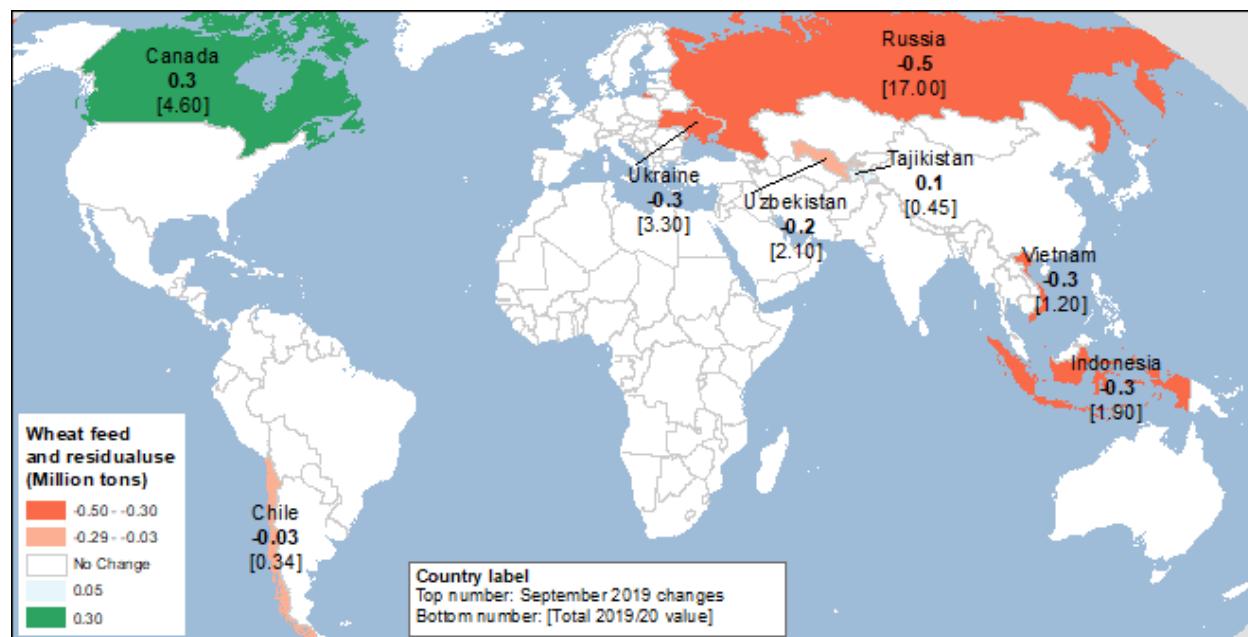 Canada
0.3
[4.60]
Russia
-0.5
[17.00]
Ukraine
-0.3
[3.30]
Uzbekistan
-0.2
[2.10]
Tajikistan
0.1
[0.45]
Vietnam
-0.3
[1.20]
Indonesia
-0.3
[1.90]
Chile
-0.03
[0.34]
Wheat feed
and residualuse
(Million tons)
-0.50 - -0.30
-0.29 - -0.03
No Change
0.05
0.30
Country label
Top number: September 2019 changes
Bottom number: [Total 2019/20 value]